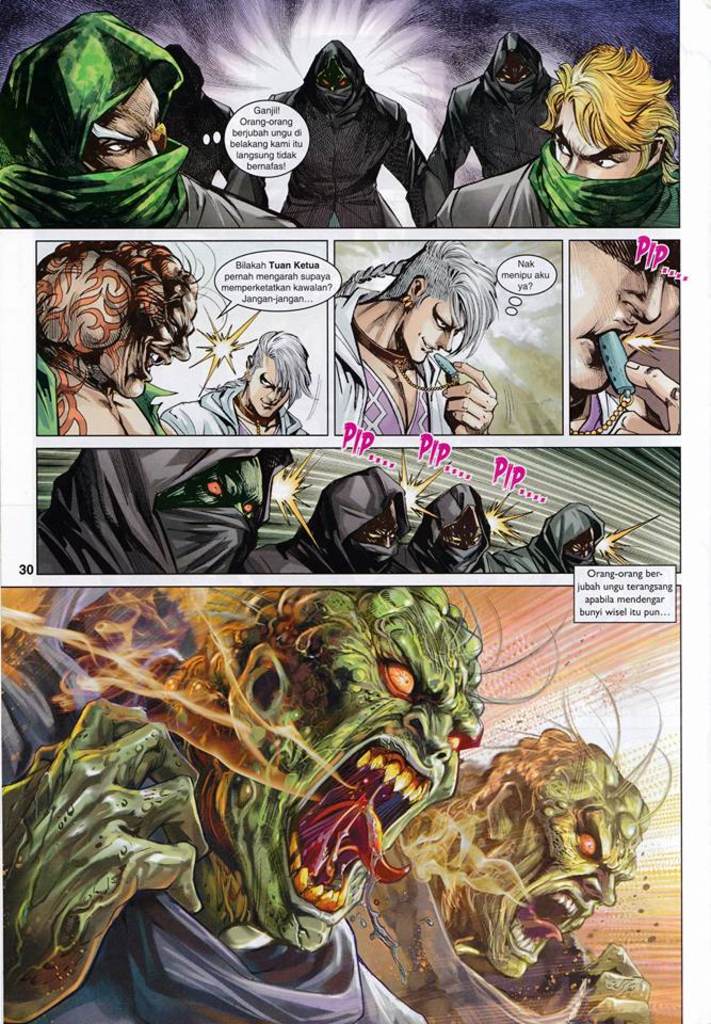 Ganjil!
Orang-orang
berjubah ungu di
belakang kami itu
langsung tidak
bernafas!
Bilakah Tuan Ketua
pernah mengarah supaya
memperketatkan kawalan?
Jangan-jangan...
Nak
menipu aku
ya?
PIP....
PIP....
PIP....
PIP....
30
Orang-orang ber-
jubah ungu terangsang
apabila mendengar
bunyi wisel itu pun...